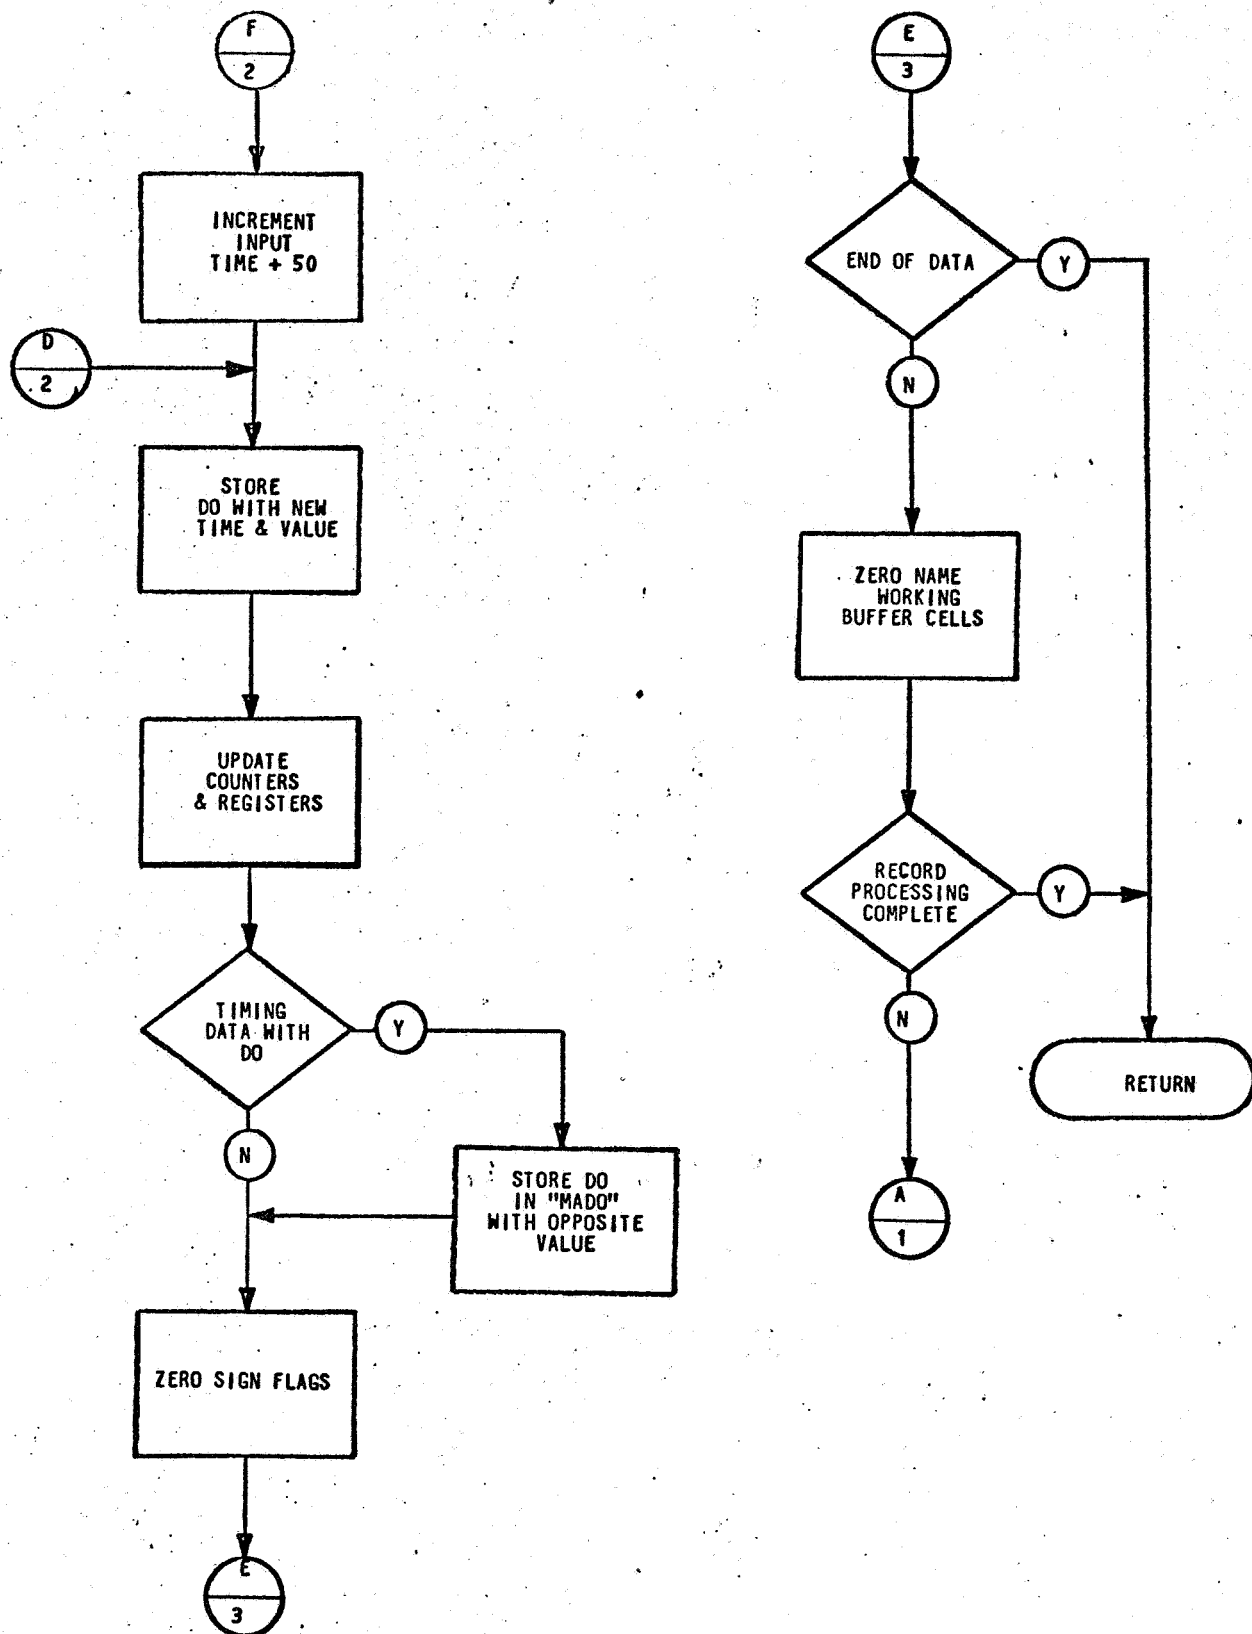 F
2
INCREMENT
INPUT
TIME + 50
D
2
STORE
DO WITH NEW
TIME & VALUE
UPDATE
COUNTERS
& REGISTERS
TIMING
DATA WITH
DO
Y
N
STORE DO
IN "MADO"
WITH OPPOSITE
VALUE
ZERO SIGN FLAGS
E
3
E
3
END OF DATA
Y
N
ZERO NAME
WORKING
BUFFER CELLS
RECORD
PROCESSING
COMPLETE
Y
N
RETURN
A
1